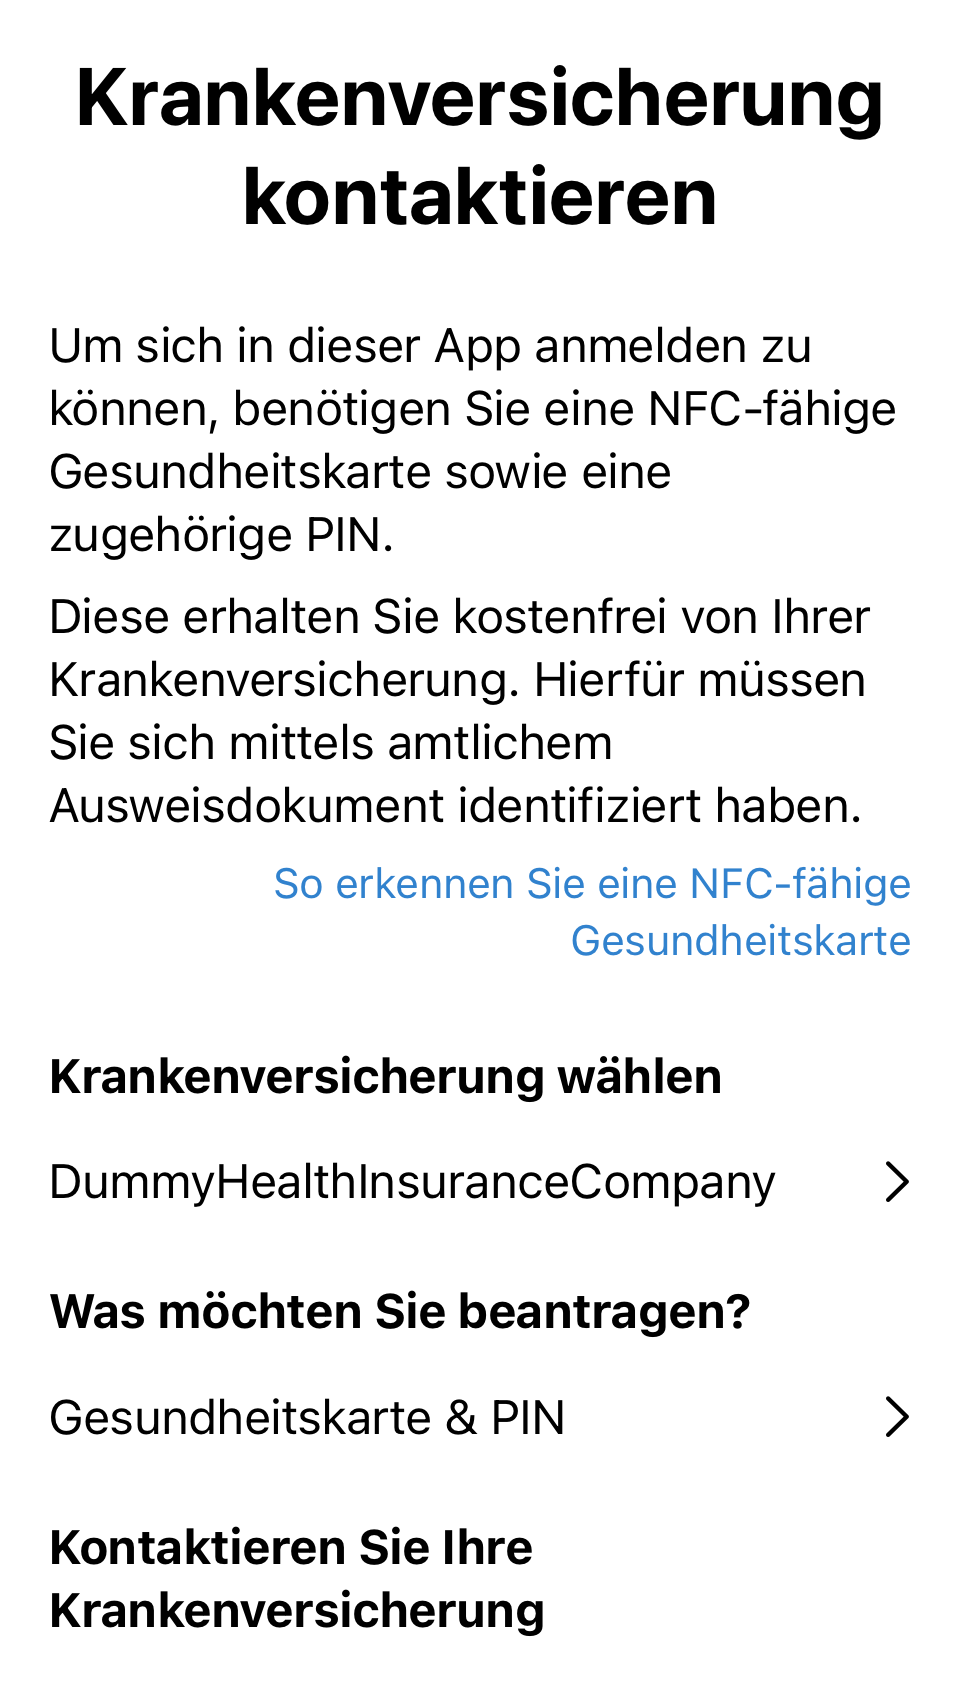 Krankenversicherung
kontaktieren
Um sich in dieser App anmelden zu
können, benötigen Sie eine NFC-fähige
Gesundheitskarte sowie eine
zugehörige PIN.
Diese erhalten Sie kostenfrei von Ihrer
Krankenversicherung. Hierfür müssen
Sie sich mittels amtlichem
Ausweisdokument identifiziert haben.
So erkennen Sie eine NFC-fähige
Gesundheitskarte
Krankenversicherung wählen
DummyHealthInsuranceCompany
Was möchten Sie beantragen?
Gesundheitskarte & PIN
Kontaktieren Sie Ihre
Krankenversicherung